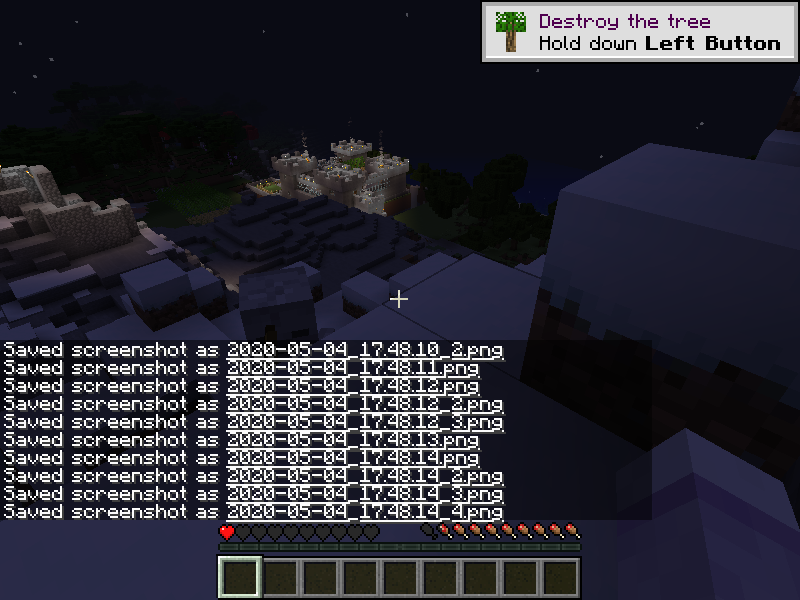 Destroy the tree
Hold down Left Button
Saved screenshot as 2020-05-04_17.48.10_2.png
Saved screenshot as 2020-05-04_17.48.11.png
Saved screenshot as 2020-05-04_17.48.12.png
Saved screenshot as 2020-05-04_17.48.12_2.png
Saved screenshot as 2020-05-04_17.48.12_3.png
Saved screenshot as 2020-05-04_17.48.13.png
Saved screenshot as 2020-05-04_17.48.14.png
Saved screenshot as 2020-05-04_17.48.14_2.png
Saved screenshot as 2020-05-04_17.48.14_3.png
Saved screenshot as 2020-05-04_17.48.14_4.png